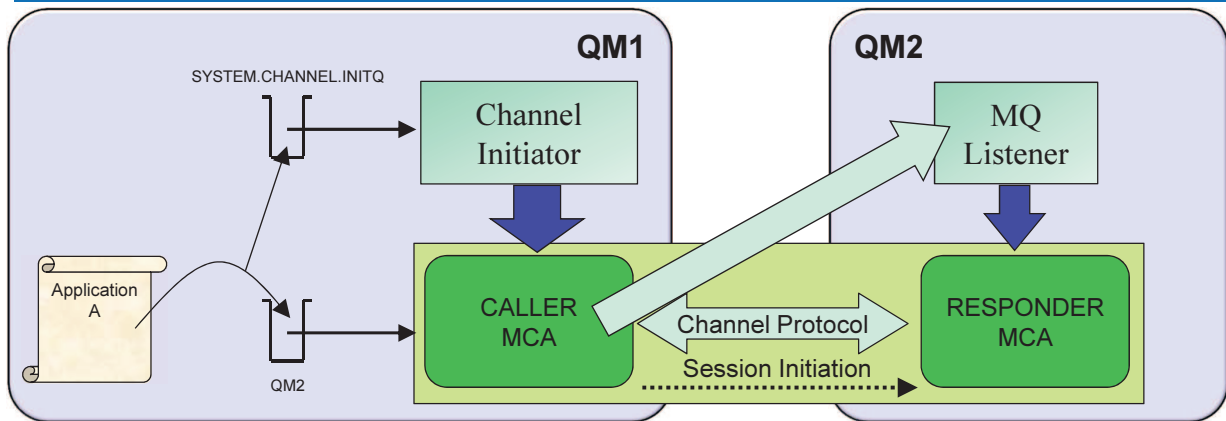 QM1
QM2
SYSTEM.CHANNEL.INITQ
Channel
Initiator
MQ
Listener
Application
A
CALLER
MCA
Channel Protocol
RESPONDER
MCA
Session Initiation
QM2